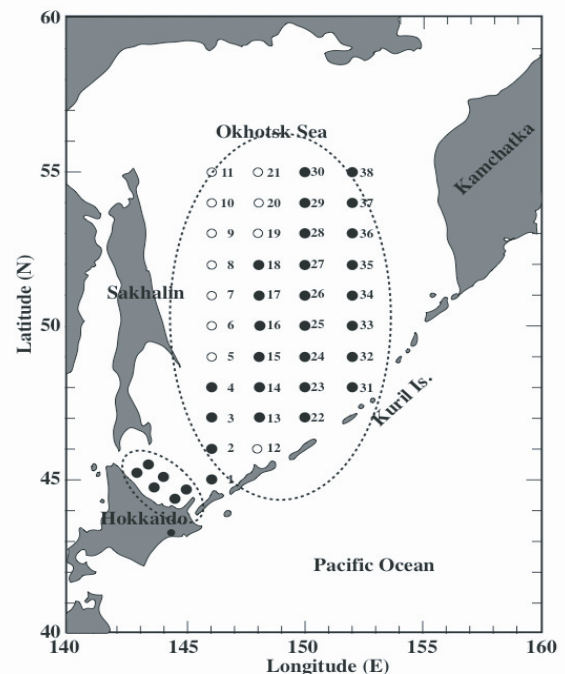 60
Okhotsk Sea
55
11 21 30 38
10 20 29 37
9 19 28 36
Kamchatka
8 18 27 35
Sakhalin
7 17 26 34
Latitude (N)
50
6 16 25 33
5 15 24 32
4 14 23 31
3 13 22
Kuril Is.
2 12
45
1
Hokkaido
Pacific Ocean
40
140 145 150 155 160
Longitude (E)